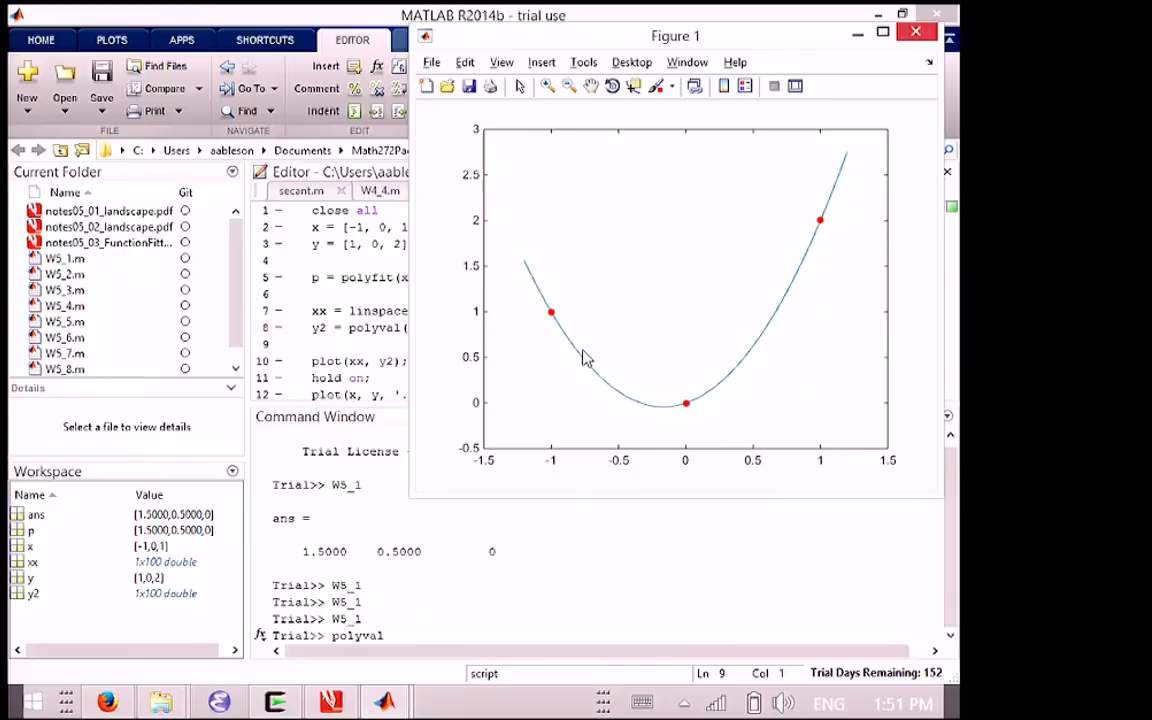 MATLAB R2014b - trial use
HOME PLOTS APPS SHORTCUTS EDITOR
Figure 1
File Edit View Insert Tools Desktop Window Help
New Open Save
Find Files
Compare
Print
Go To
Find
Insert
Comment
Indent
FILE NAVIGATE EDIT
C: Users aableson Documents Math272Pa
Current Folder
Name Git
notes05_01_landscape.pdf
notes05_02_landscape.pdf
notes05_03_FunctionFitt...
W5_1.m
W5_2.m
W5_3.m
W5_4.m
W5_5.m
W5_6.m
W5_7.m
W5_8.m
Details
Select a file to view details
Workspace
Name Value
ans [1.5000,0.5000,0]
p [1.5000,0.5000,0]
x [-1,0,1]
xx 1x100 double
y [1,0,2]
y2 1x100 double
Editor - C:\Users\aable
secant.m W4_4.m
1 close all
2 x = [-1, 0, 1
3 y = [1, 0, 2]
4
5 p = polyfit(x
6
7 xx = linspace
8 y2 = polyval(
9
10 plot(xx, y2);
11 hold on;
12 plot(x, y, '.
3
2.5
2
1.5
1
0.5
0
-0.5
-1.5 -1 -0.5 0 0.5 1 1.5
Command Window
Trial License
Trial>> W5_1
ans =
1.5000 0.5000 0
Trial>> W5_1
Trial>> W5_1
Trial>> W5_1
fx Trial>> polyval
script Ln 9 Col 1 Trial Days Remaining: 152
ENG 1:51 PM